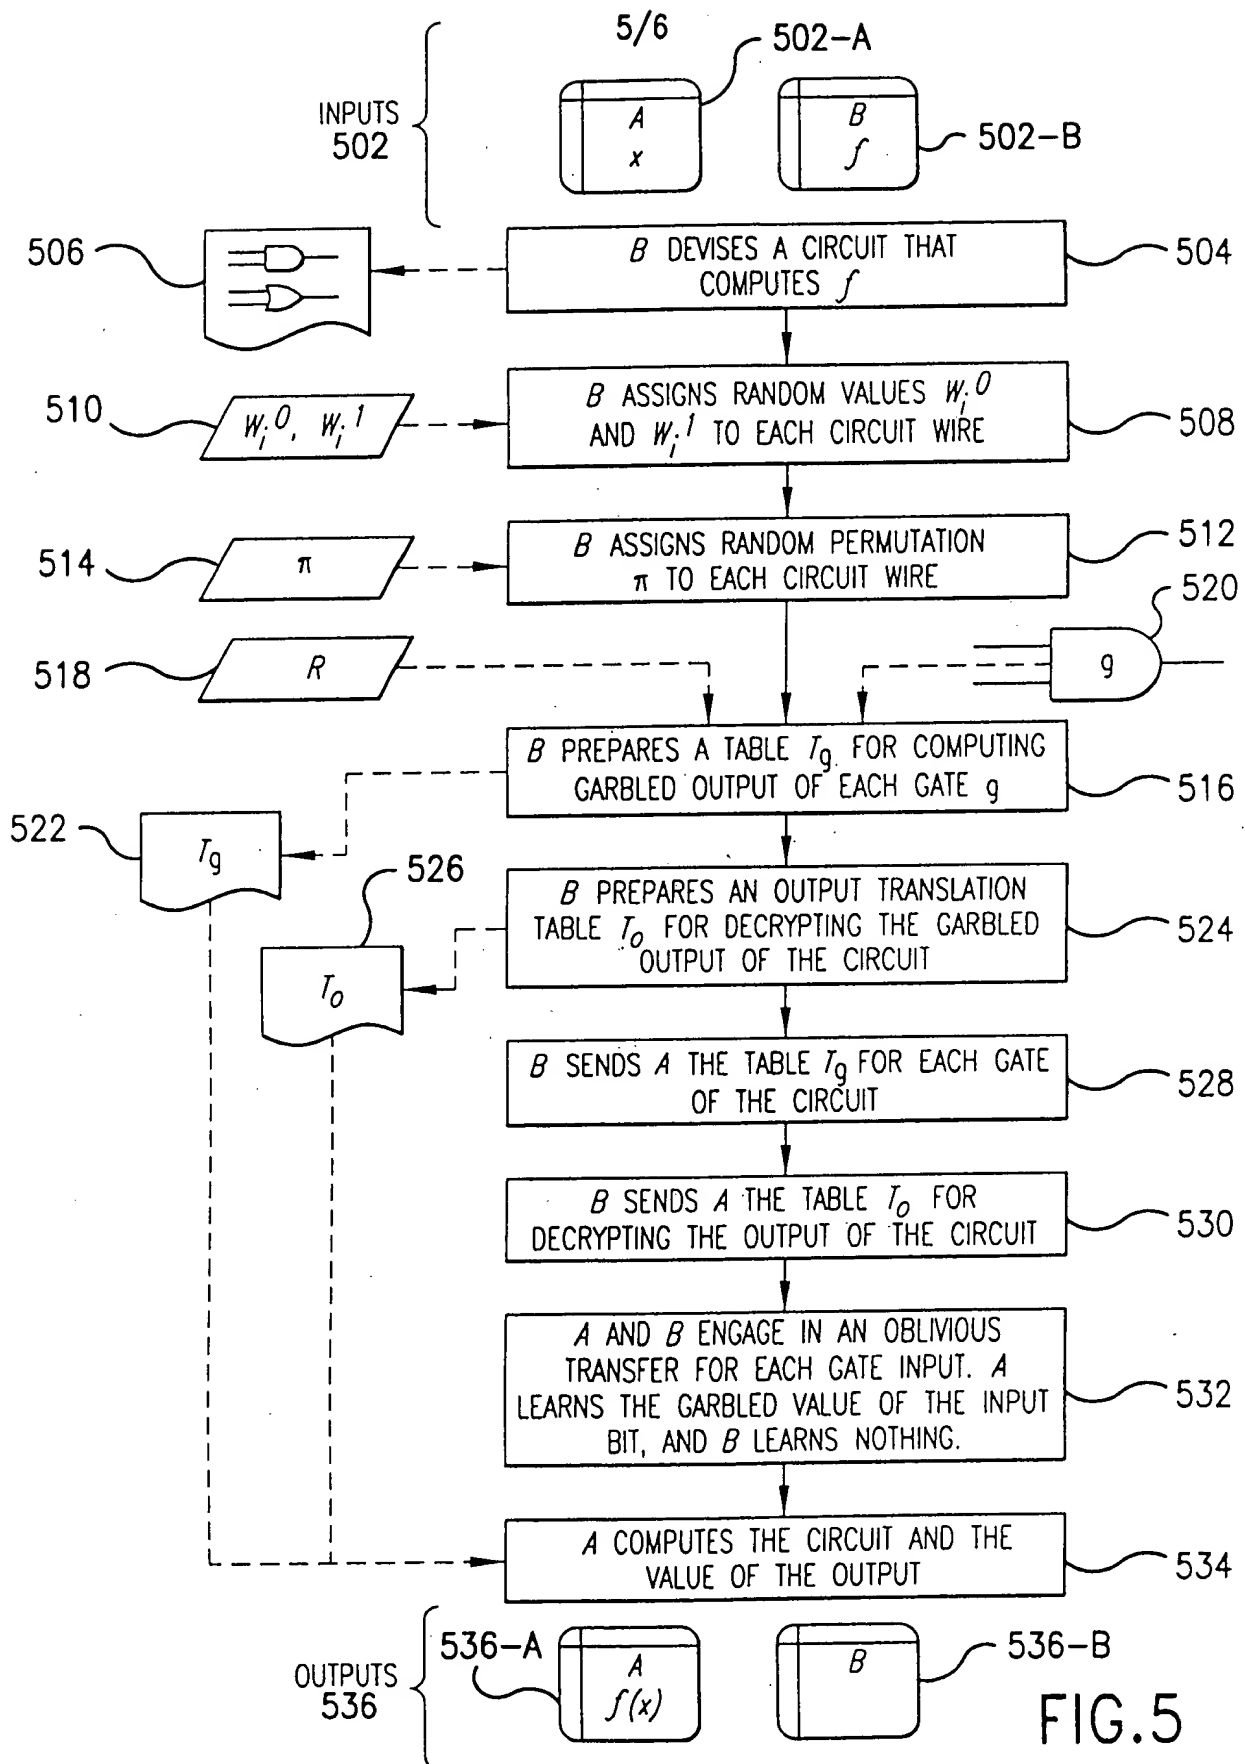 5/6
502-A
INPUTS
502
A
x
B
f
502-B
506
B DEVISES A CIRCUIT THAT
COMPUTES f
504
510
W_i^0, W_i^1
B ASSIGNS RANDOM VALUES W_i^0
AND W_i^1 TO EACH CIRCUIT WIRE
508
514
π
B ASSIGNS RANDOM PERMUTATION
π TO EACH CIRCUIT WIRE
512
520
518
R
g
B PREPARES A TABLE T_g FOR COMPUTING
GARBLED OUTPUT OF EACH GATE g
516
522
T_g
526
B PREPARES AN OUTPUT TRANSLATION
TABLE T_o FOR DECRYPTING THE GARBLED
OUTPUT OF THE CIRCUIT
524
T_o
B SENDS A THE TABLE T_g FOR EACH GATE
OF THE CIRCUIT
528
B SENDS A THE TABLE T_o FOR
DECRYPTING THE OUTPUT OF THE CIRCUIT
530
A AND B ENGAGE IN AN OBLIVIOUS
TRANSFER FOR EACH GATE INPUT. A
LEARNS THE GARBLED VALUE OF THE INPUT
BIT, AND B LEARNS NOTHING.
532
A COMPUTES THE CIRCUIT AND THE
VALUE OF THE OUTPUT
534
OUTPUTS
536
536-A
A
f(x)
B
536-B
FIG.5